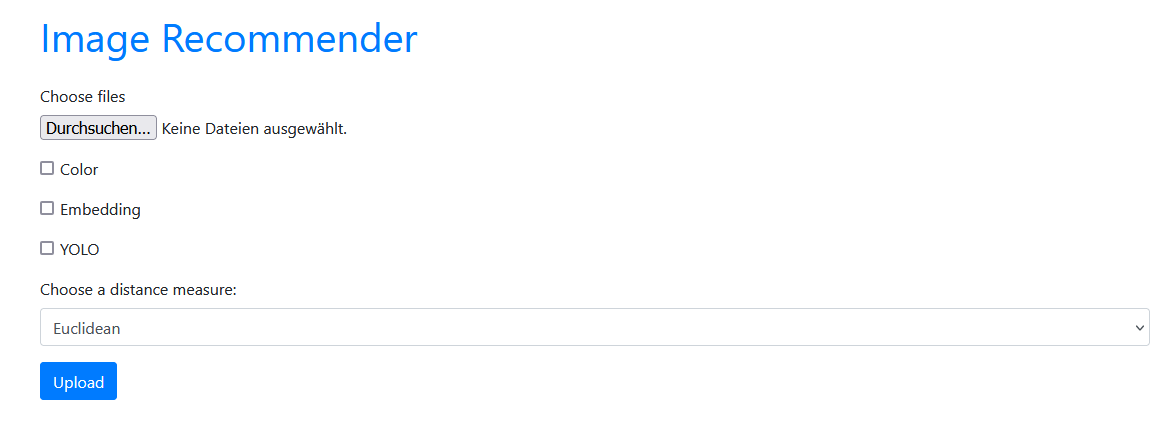 Image Recommender
Choose files
Durchsuchen... Keine Dateien ausgewählt.
Color
Embedding
YOLO
Choose a distance measure:
Euclidean
Upload